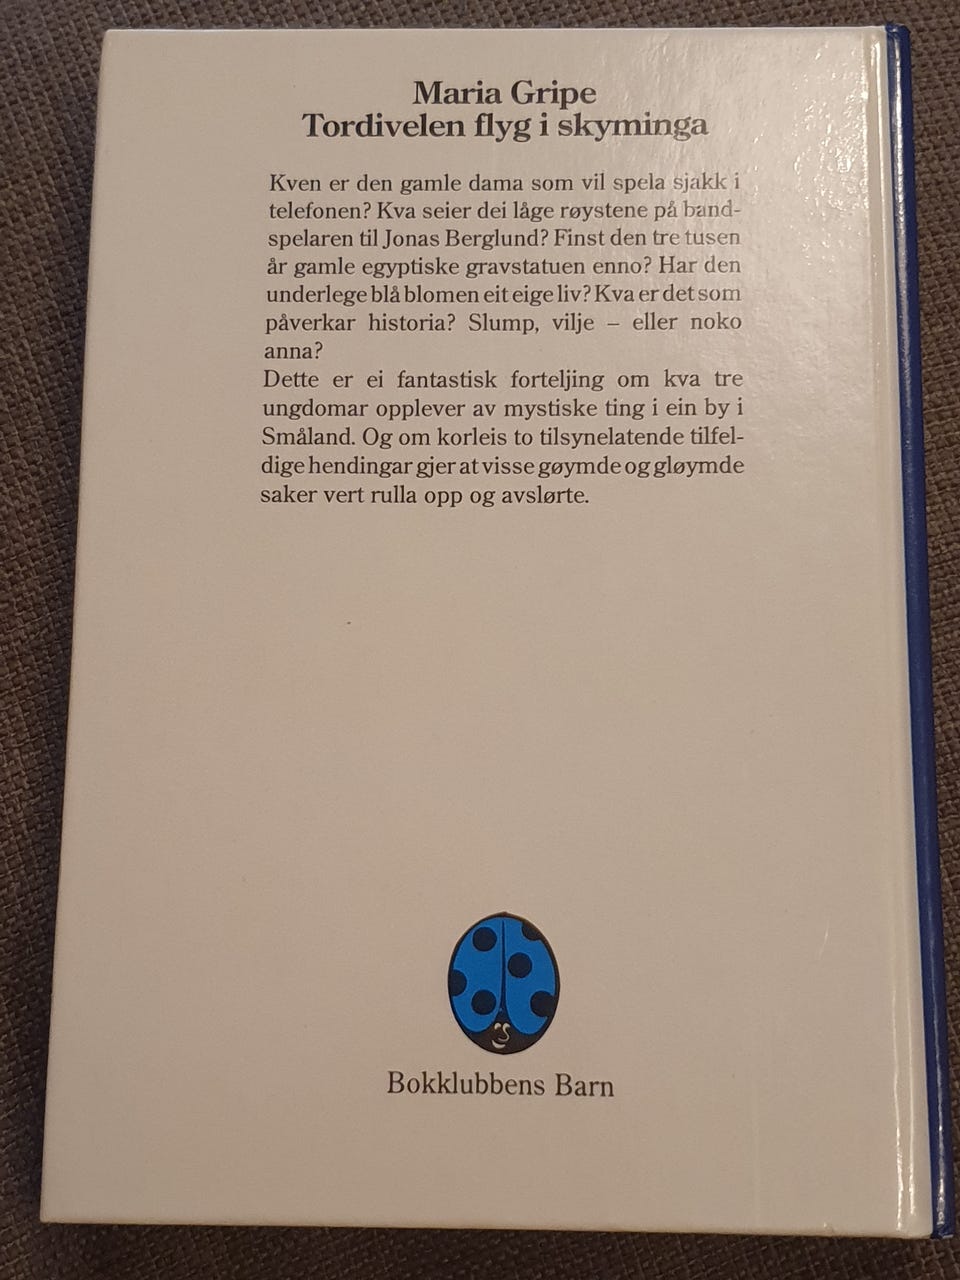 Maria Gripe
Tordivelen flyg i skyminga
Kven er den gamle dama som vil spela sjakk i
telefonen? Kva seier dei låge røystene på band-
spelaren til Jonas Berglund? Finst den tre tusen
år gamle egyptiske gravstatuen enno? Har den
underlege blå blomen eit eige liv? Kva er det som
påverkar historia? Slump, vilje – eller noko
anna?
Dette er ei fantastisk forteljing om kva tre
ungdomar opplever av mystiske ting i ein by i
Småland. Og om korleis to tilsynelatende tilfel-
dige hendingar gjer at visse gøymde og gløymde
saker vert rulla opp og avslørte.
Bokklubbens Barn